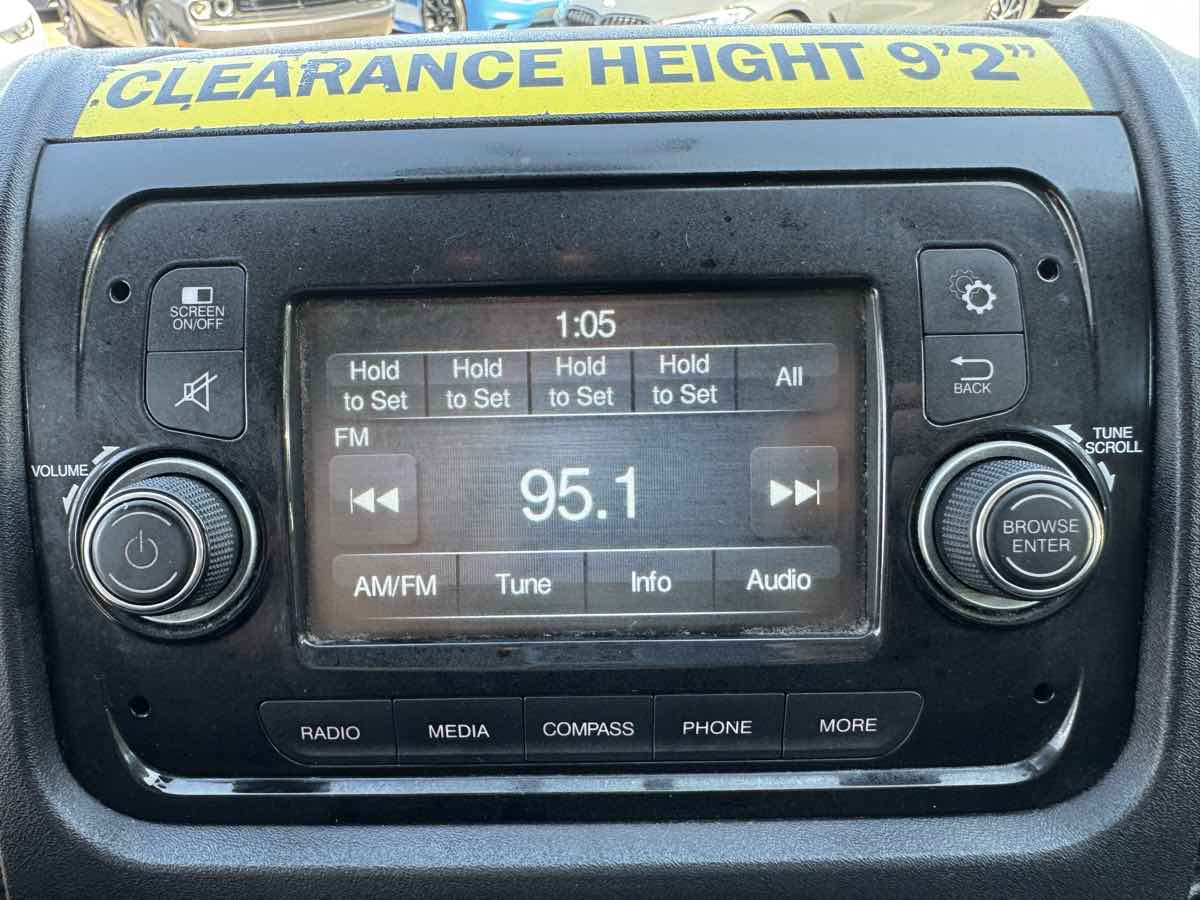 CLEARANCE HEIGHT 9'2"
SCREEN
ON/OFF
VOLUME
1:05
Hold
to Set
Hold
to Set
Hold
to Set
Hold
to Set
All
FM
95.1
AM/FM
Tune
Info
Audio
BACK
TUNE
SCROLL
BROWSE
ENTER
RADIO
MEDIA
COMPASS
PHONE
MORE